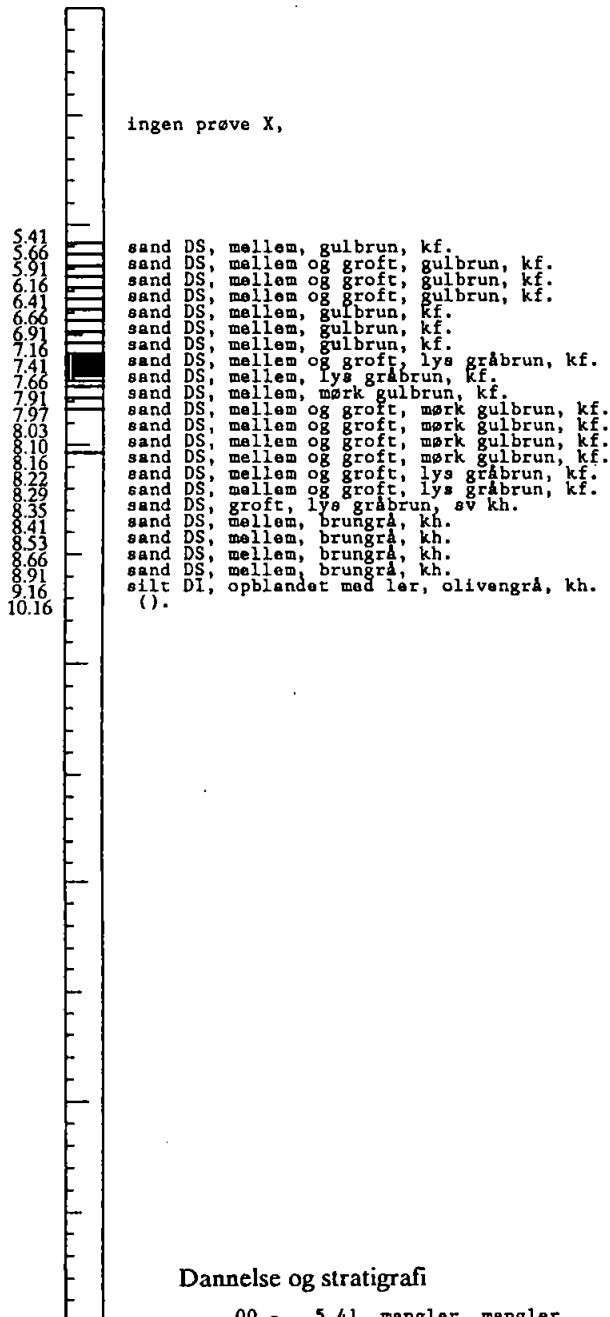 ingen prøve X,
5.41
5.66 sand DS, mellem, gulbrun, kf.
5.91 sand DS, mellem og groft, gulbrun, kf.
6.16 sand DS, mellem og groft, gulbrun, kf.
6.41 sand DS, mellem og groft, gulbrun, kf.
6.66 sand DS, mellem, gulbrun, kf.
6.91 sand DS, mellem, gulbrun, kf.
7.16 sand DS, mellem, gulbrun, kf.
7.41 sand DS, mellem og groft, lys gråbrun, kf.
7.66 sand DS, mellem, lys gråbrun, kf.
7.91 sand DS, mellem, mørk gulbrun, kf.
7.97 sand DS, mellem og groft, mørk gulbrun, kf.
8.03 sand DS, mellem og groft, mørk gulbrun, kf.
8.10 sand DS, mellem og groft, mørk gulbrun, kf.
8.16 sand DS, mellem og groft, mørk gulbrun, kf.
8.22 sand DS, mellem og groft, lys gråbrun, kf.
8.29 sand DS, mellem og groft, lys gråbrun, kf.
8.35 sand DS, groft, lys gråbrun, sv kh.
8.41 sand DS, mellem, brungrå, kh.
8.53 sand DS, mellem, brungrå, kh.
8.66 sand DS, mellem, brungrå, kh.
8.91 sand DS, mellem, brungrå, kh.
9.16 silt DI, opblandet med ler, olivengrå, kh.
10.16 ().
Dannelse og stratigrafi
.00 - 5.41 mangler mangler